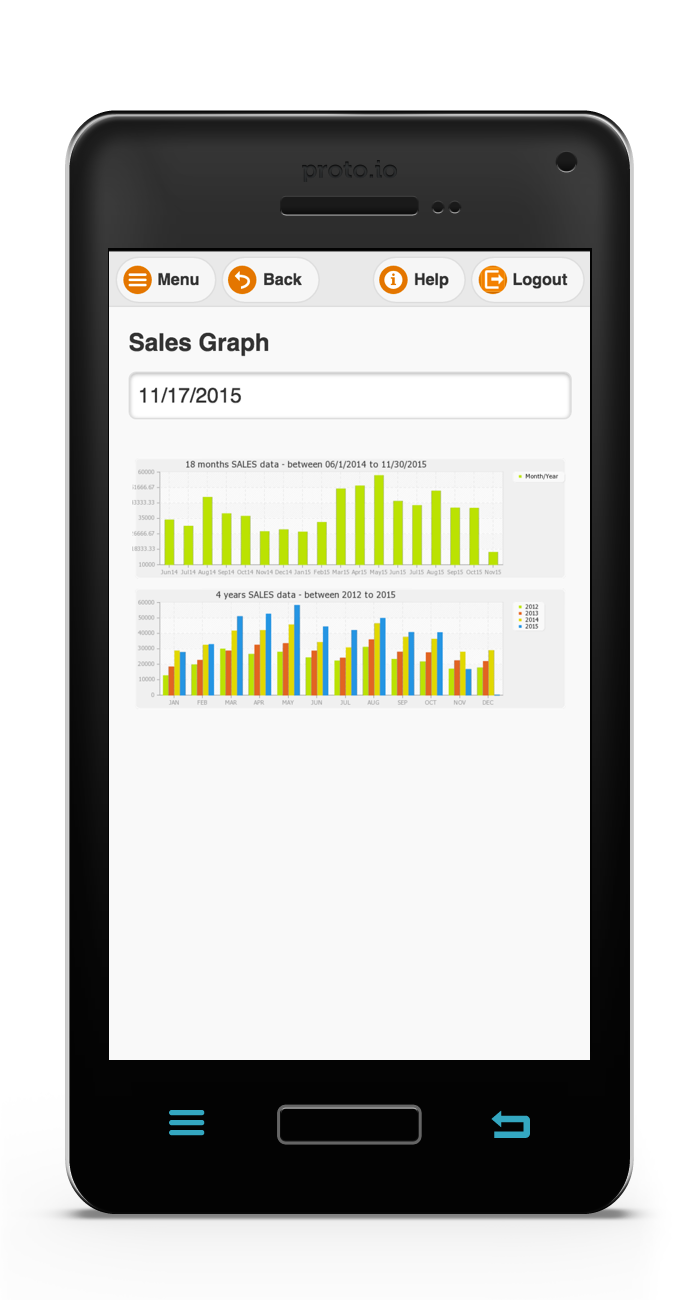 proto.io
Menu Back Help Logout
Sales Graph
11/17/2015
18 months SALES data - between 06/1/2014 to 11/30/2015
60000
Month/Year
51666.67
43333.33
35000
26666.67
18333.33
10000
Jun14 Jul14 Aug14 Sep14 Oct14 Nov14 Dec14 Jan15 Feb15 Mar15 Apr15 May15 Jun15 Jul15 Aug15 Sep15 Oct15 Nov15
4 years SALES data - between 2012 to 2015
60000
2012
2013
2014
2015
50000
40000
30000
20000
10000
0
JAN FEB MAR APR MAY JUN JUL AUG SEP OCT NOV DEC